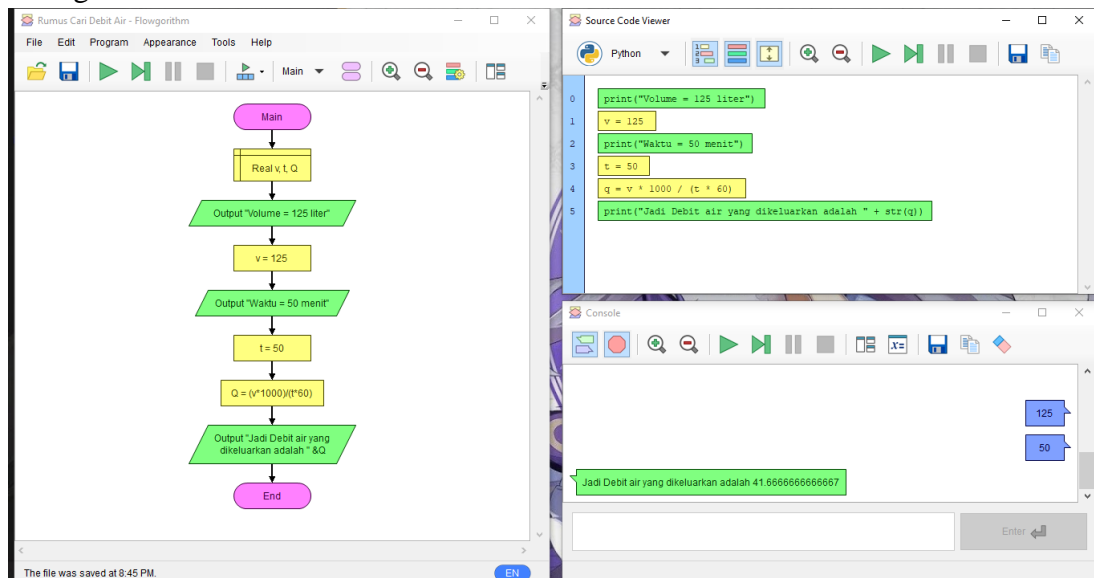 Rumus Cari Debit Air - Flowgorithm
File Edit Program Appearance Tools Help
Main
Main
Real v, t, Q
Output "Volume = 125 liter"
v = 125
Output "Waktu = 50 menit"
t = 50
Q = (v*1000)/(t*60)
Output "Jadi Debit air yang
dikeluarkan adalah " &Q
End
The file was saved at 8:45 PM.
EN
Source Code Viewer
Python
0 print("Volume = 125 liter")
1 v = 125
2 print("Waktu = 50 menit")
3 t = 50
4 q = v * 1000 / (t * 60)
5 print("Jadi Debit air yang dikeluarkan adalah " + str(q))
Console
x=
125
50
Jadi Debit air yang dikeluarkan adalah 41.6666666666667
Enter